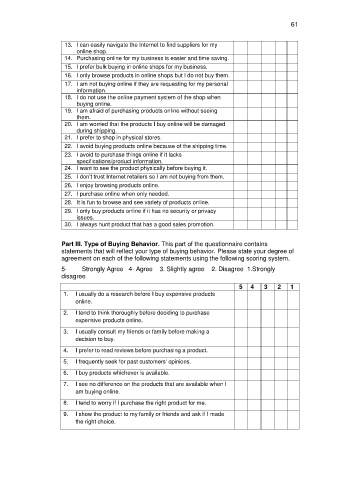 61
13. I can easily navigate the Internet to find suppliers for my
online shop.
14. Purchasing online for my business is easier and time-saving.
15. I prefer bulk buying in online shops for my business.
16. I only browse products in online shops but I do not buy them.
17. I am not buying online if they are requesting for my personal
information.
18. I do not use the online payment system of the shop when
buying online.
19. I am afraid of purchasing products online without seeing
them.
20. I am worried that the products I buy online will be damaged
during shipping.
21. I prefer to shop in physical stores.
22. I avoid buying products online because of the shipping time.
23. I avoid to purchase things online if it lacks
specifications/product information.
24. I want to see the product physically before buying it.
25. I don't trust Internet retailers so I am not buying from them.
26. I enjoy browsing products online.
27. I purchase online when only needed.
28. It is fun to browse and see variety of products online.
29. I only buy products online if it has no security or privacy
issues.
30. I always hunt product that has a good sales promotion.
Part III. Type of Buying Behavior. This part of the questionnaire contains
statements that will reflect your type of buying behavior. Please state your degree of
agreement on each of the following statements using the following scoring system.
5- Strongly Agree 4- Agree 3. Slightly agree 2. Disagree 1.Strongly
disagree
5 4 3 2 1
1. I usually do a research before I buy expensive products
online.
2. I tend to think thoroughly before deciding to purchase
expensive products online.
3. I usually consult my friends or family before making a
decision to buy.
4. I prefer to read reviews before purchasing a product.
5. I frequently seek for past customers' opinions.
6. I buy products whichever is available.
7. I see no difference on the products that are available when I
am buying online.
8. I tend to worry if I purchase the right product for me.
9. I show the product to my family or friends and ask if I made
the right choice.